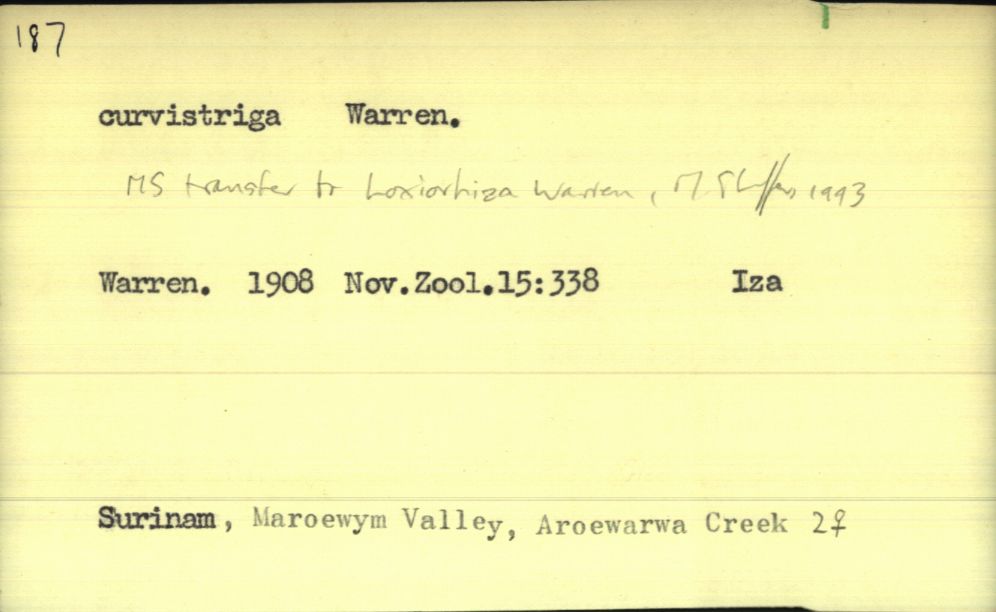 187
curvistriga Warren.
MS transfer to Loxiorhiza Warren, 1993
Warren. 1908 Nov.Zool.15:338 Iza
Surinam, Maroewym Valley, Aroewarwa Creek 2♀